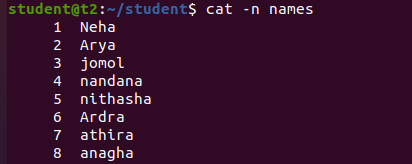 student@t2:~/student$ cat -n names
1 Neha
2 Arya
3 jomol
4 nandana
5 nithasha
6 Ardra
7 athira
8 anagha